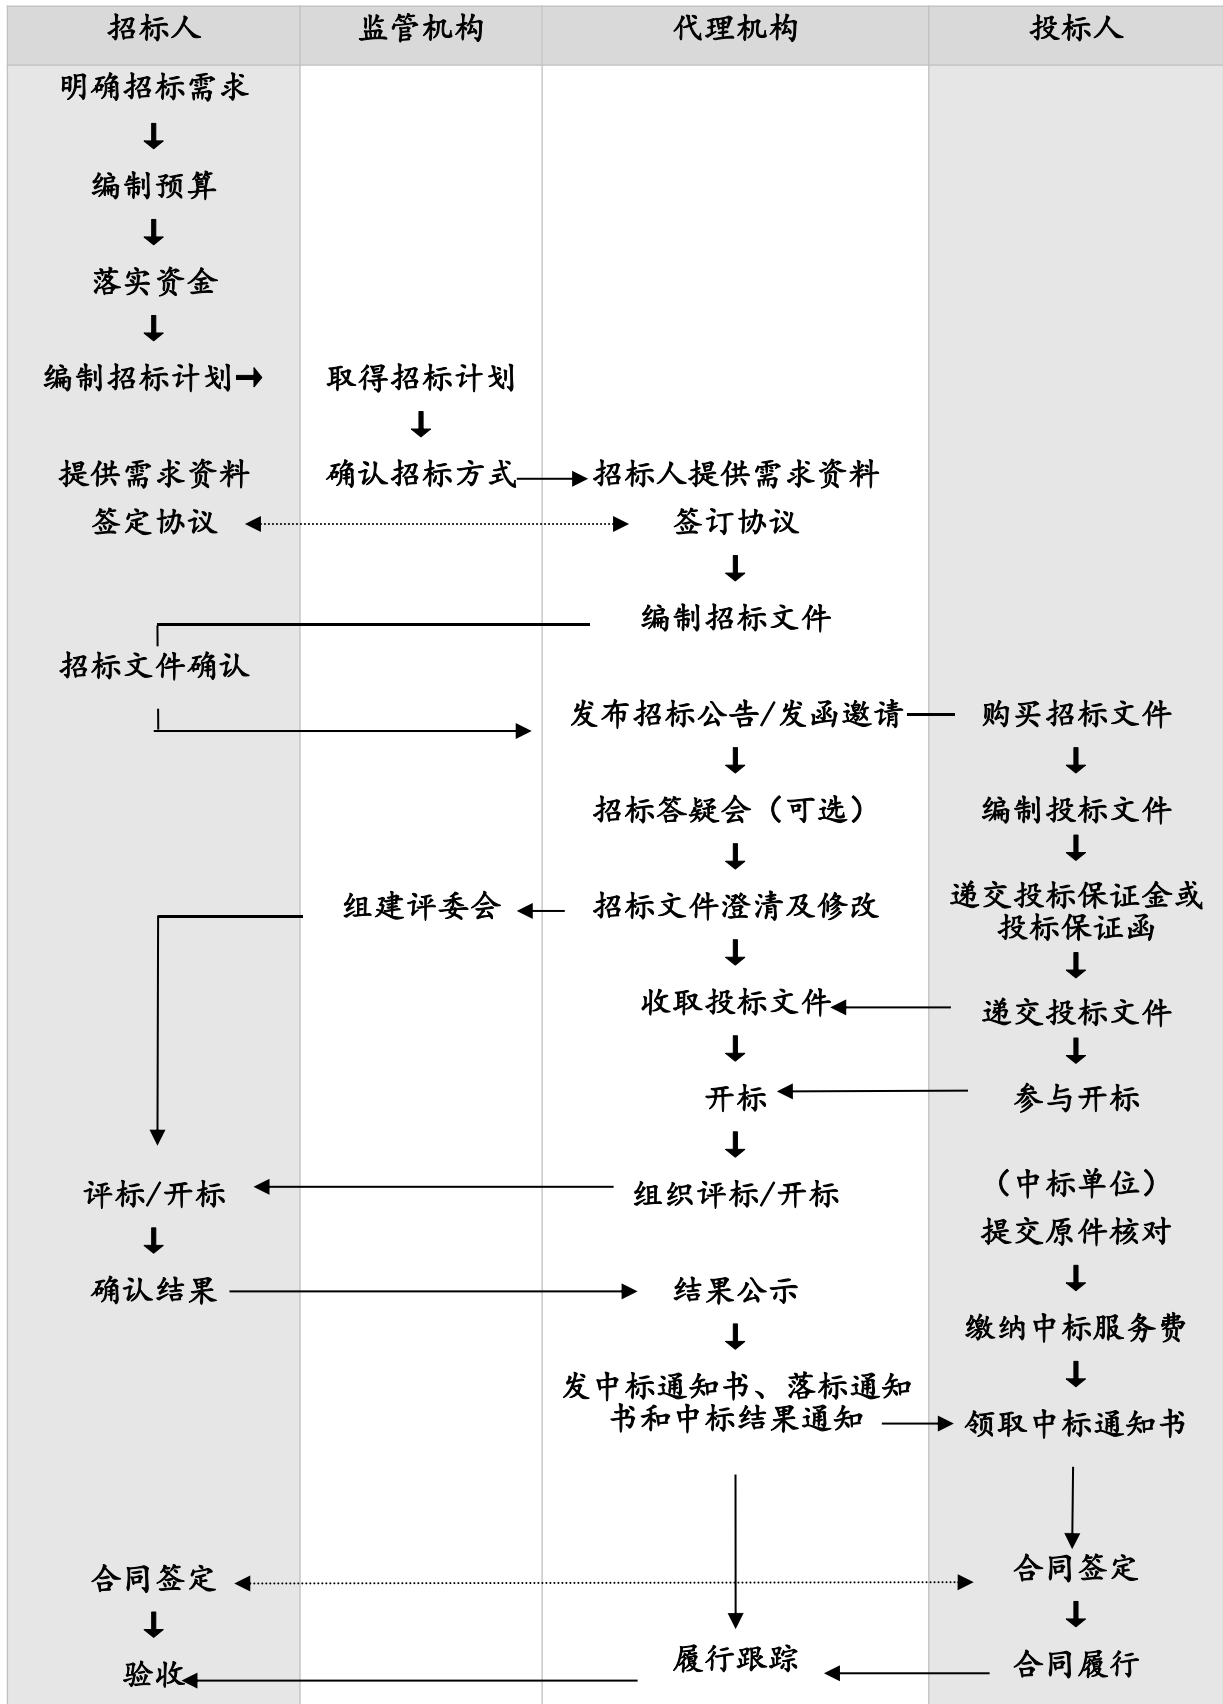 招标人 监管机构 代理机构 投标人
明确招标需求
↓
编制预算
↓
落实资金
↓
编制招标计划→ 取得招标计划
↓
提供需求资料 确认招标方式 招标人提供需求资料
签定协议 签订协议
↓
编制招标文件
招标文件确认
发布招标公告/发函邀请 购买招标文件
↓ ↓
招标答疑会（可选） 编制投标文件
↓ ↓
组建评委会 招标文件澄清及修改 递交投标保证金或
投标保证函
↓ ↓
收取投标文件 递交投标文件
↓ ↓
开标 参与开标
↓
（中标单位）
评标/开标 组织评标/开标
提交原件核对
↓ ↓
确认结果 结果公示
↓ 缴纳中标服务费
↓
发中标通知书、落标通知
书和中标结果通知 领取中标通知书
合同签定 合同签定
↓ ↓
验收 履行跟踪 合同履行